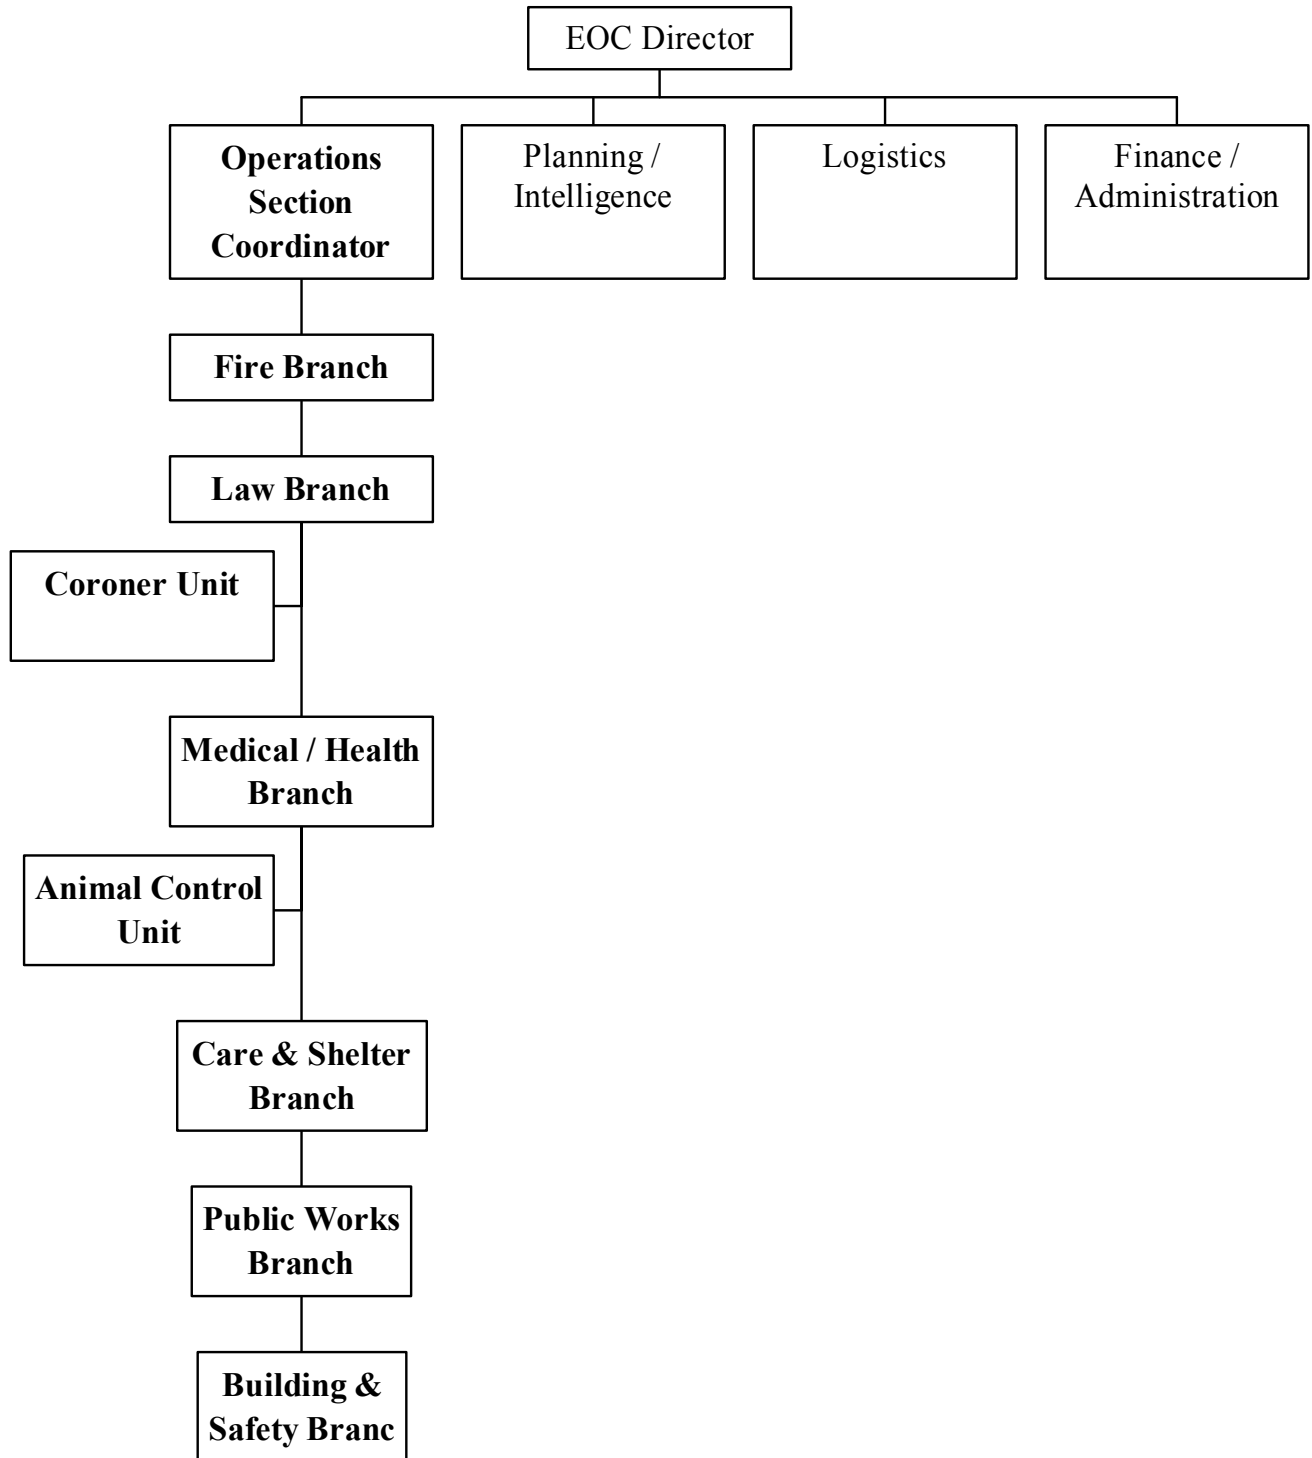 EOC Director
Operations
Section
Coordinator
Planning /
Intelligence
Logistics
Finance /
Administration
Fire Branch
Law Branch
Coroner Unit
Medical / Health
Branch
Animal Control
Unit
Care & Shelter
Branch
Public Works
Branch
Building &
Safety Branc